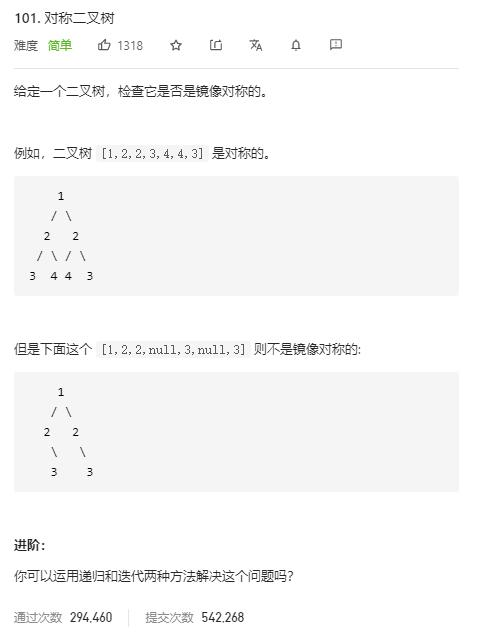 101. 对称二叉树
难度 简单 1318
给定一个二叉树，检查它是否是镜像对称的。
例如，二叉树 [1,2,2,3,4,4,3] 是对称的。
1
/ \
2 2
/ \ / \
3 4 4 3
但是下面这个 [1,2,2,null,3,null,3] 则不是镜像对称的:
1
/ \
2 2
\ \
3 3
进阶：
你可以运用递归和迭代两种方法解决这个问题吗？
通过次数 294,460 提交次数 542,268